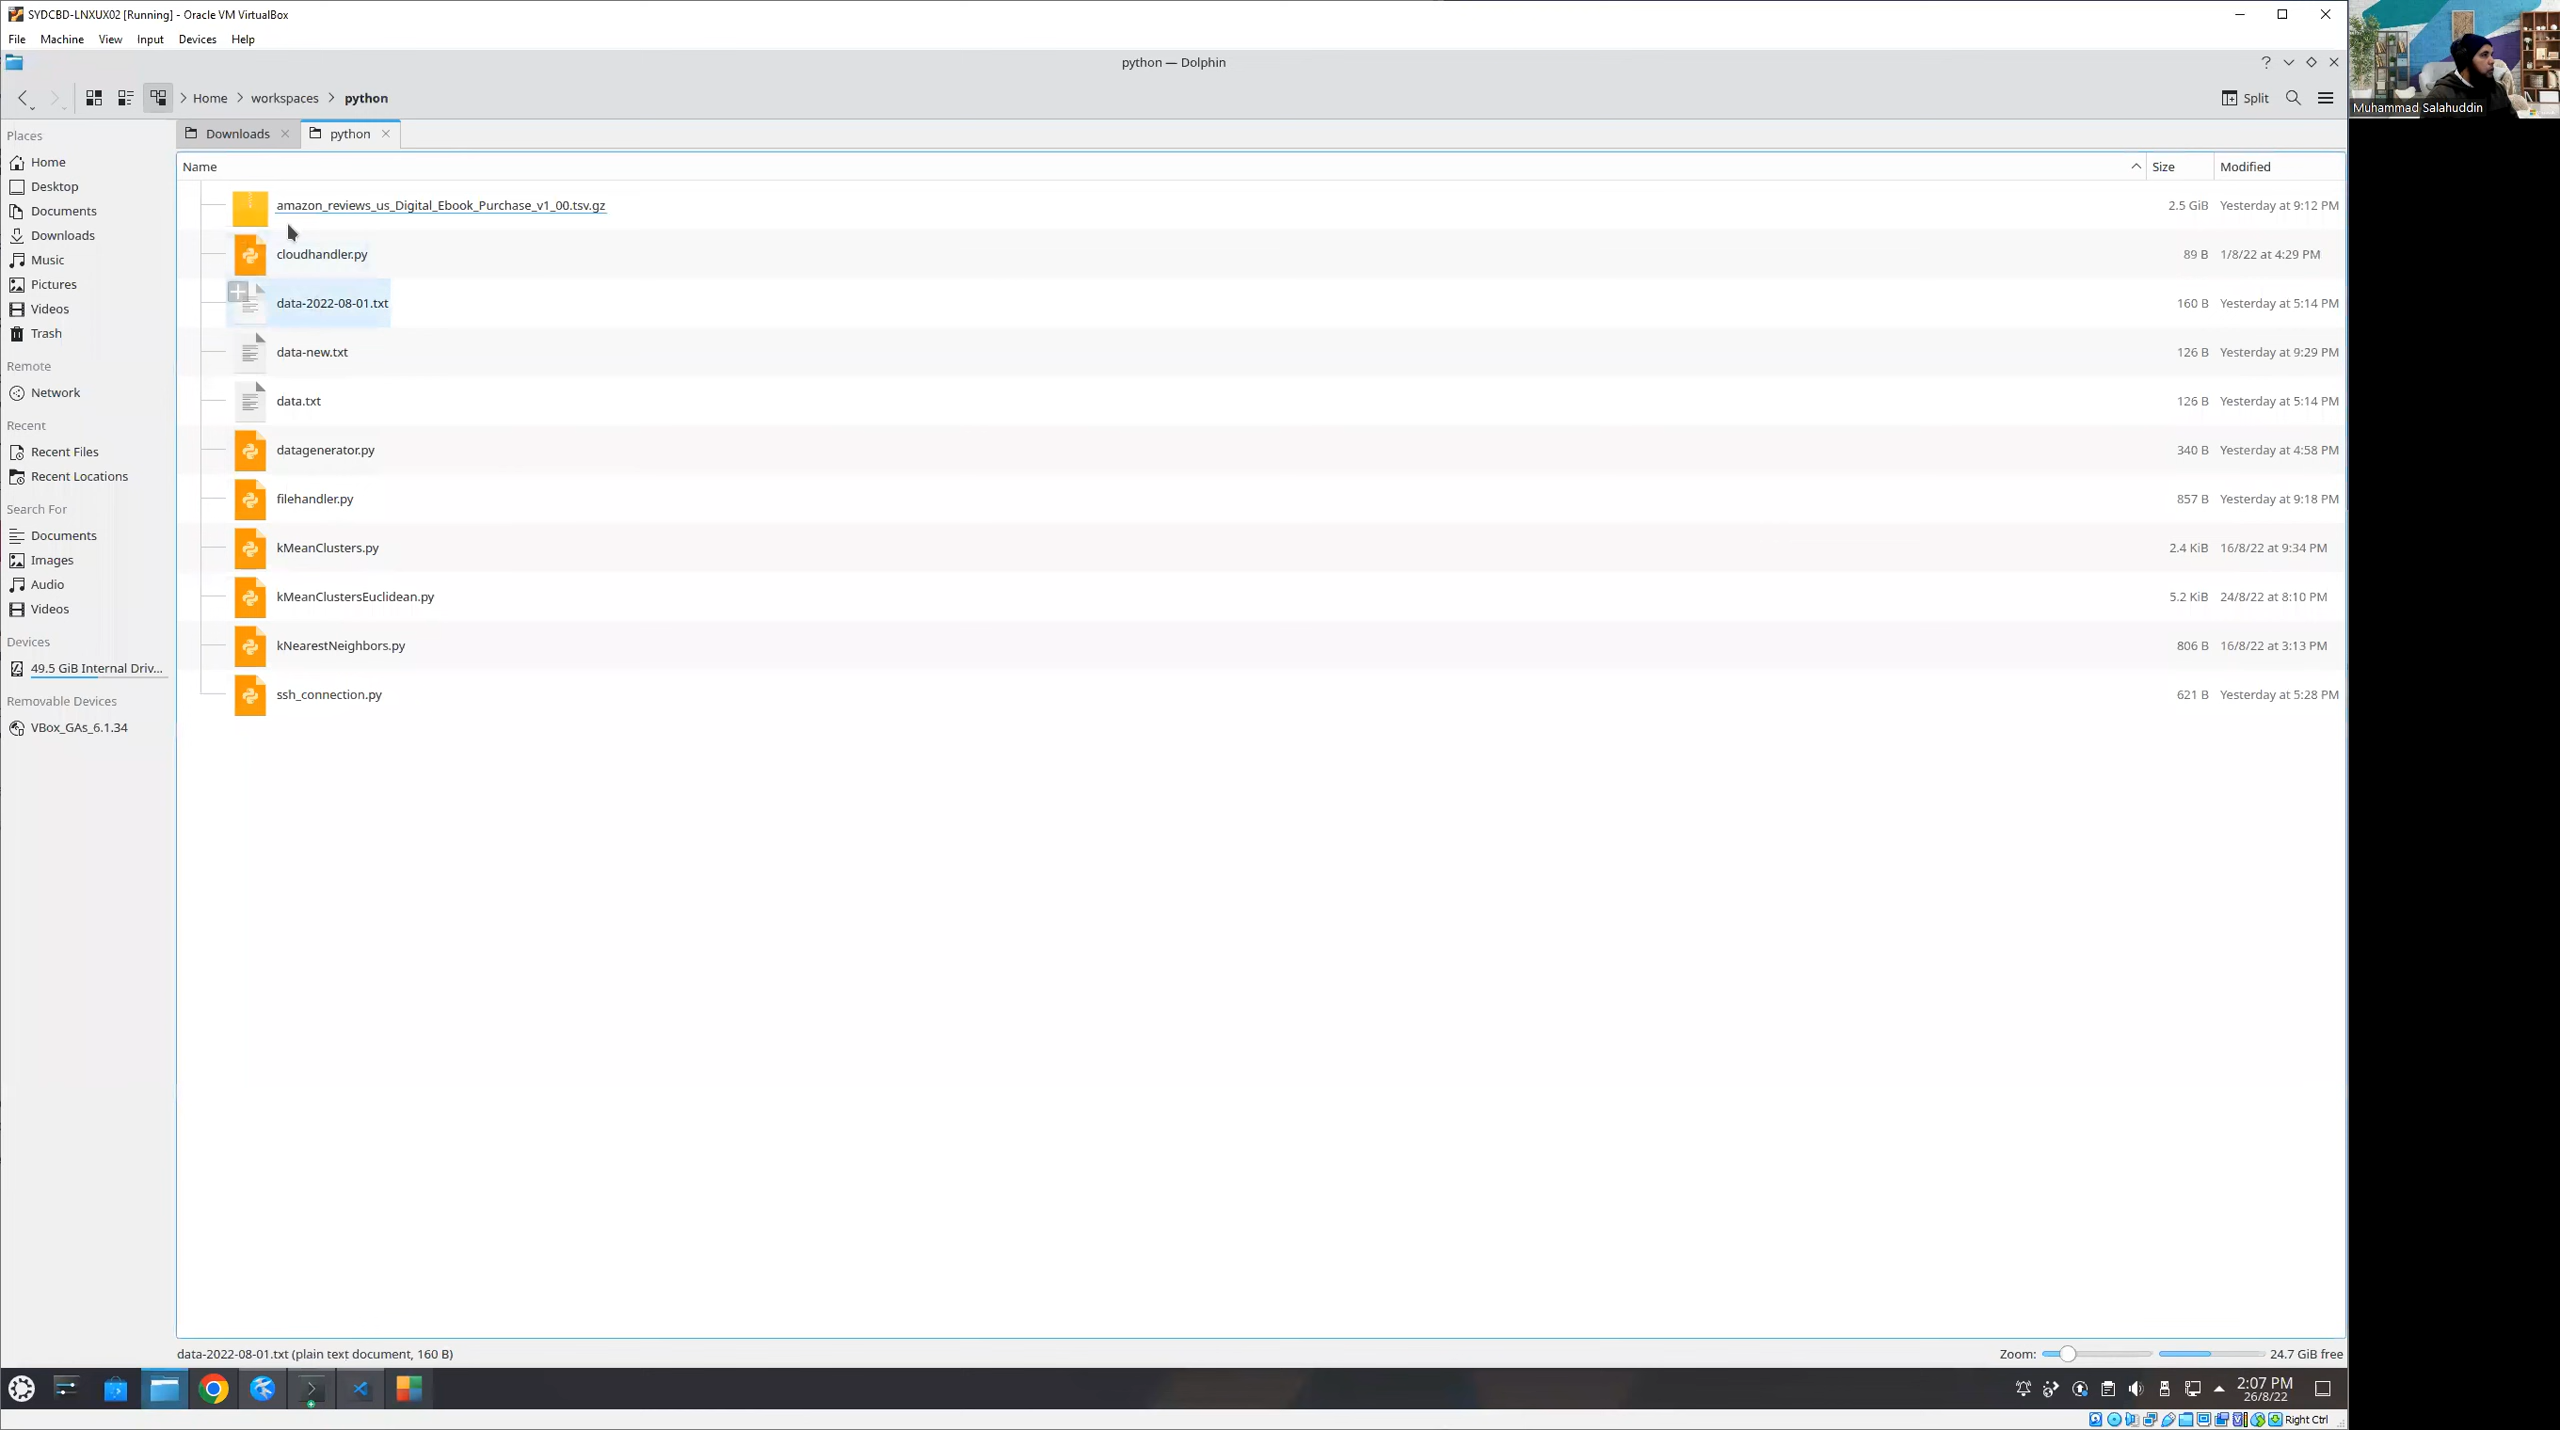 SYDCBD-LNXUX02 [Running] - Oracle VM VirtualBox
File Machine View Input Devices Help
python — Dolphin
Home workspaces python
Split
Muhammad Salahuddin
Places
Home
Desktop
Documents
Downloads
Music
Pictures
Videos
Trash
Remote
Network
Recent
Recent Files
Recent Locations
Search For
Documents
Images
Audio
Videos
Devices
49.5 GiB Internal Driv...
Removable Devices
VBox_GAs_6.1.34
Downloads python
Name Size Modified
amazon_reviews_us_Digital_Ebook_Purchase_v1_00.tsv.gz 2.5 GiB Yesterday at 9:12 PM
cloudhandler.py 89 B 1/8/22 at 4:29 PM
data-2022-08-01.txt 160 B Yesterday at 5:14 PM
data-new.txt 126 B Yesterday at 9:29 PM
data.txt 126 B Yesterday at 5:14 PM
datagenerator.py 340 B Yesterday at 4:58 PM
filehandler.py 857 B Yesterday at 9:18 PM
kMeanClusters.py 2.4 KiB 16/8/22 at 9:34 PM
kMeanClustersEuclidean.py 5.2 KiB 24/8/22 at 8:10 PM
kNearestNeighbors.py 806 B 16/8/22 at 3:13 PM
ssh_connection.py 621 B Yesterday at 5:28 PM
data-2022-08-01.txt (plain text document, 160 B) Zoom: 24.7 GiB free
2:07 PM
26/8/22
Right Ctrl